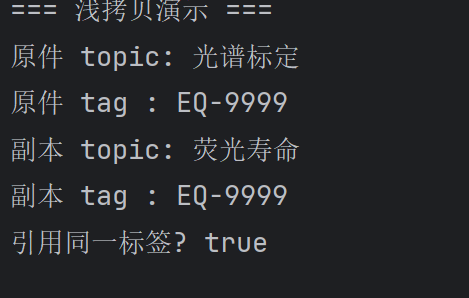 === 浅拷贝演示 ===
原件 topic: 光谱标定
原件 tag : EQ-9999
副本 topic: 荧光寿命
副本 tag : EQ-9999
引用同一标签? true